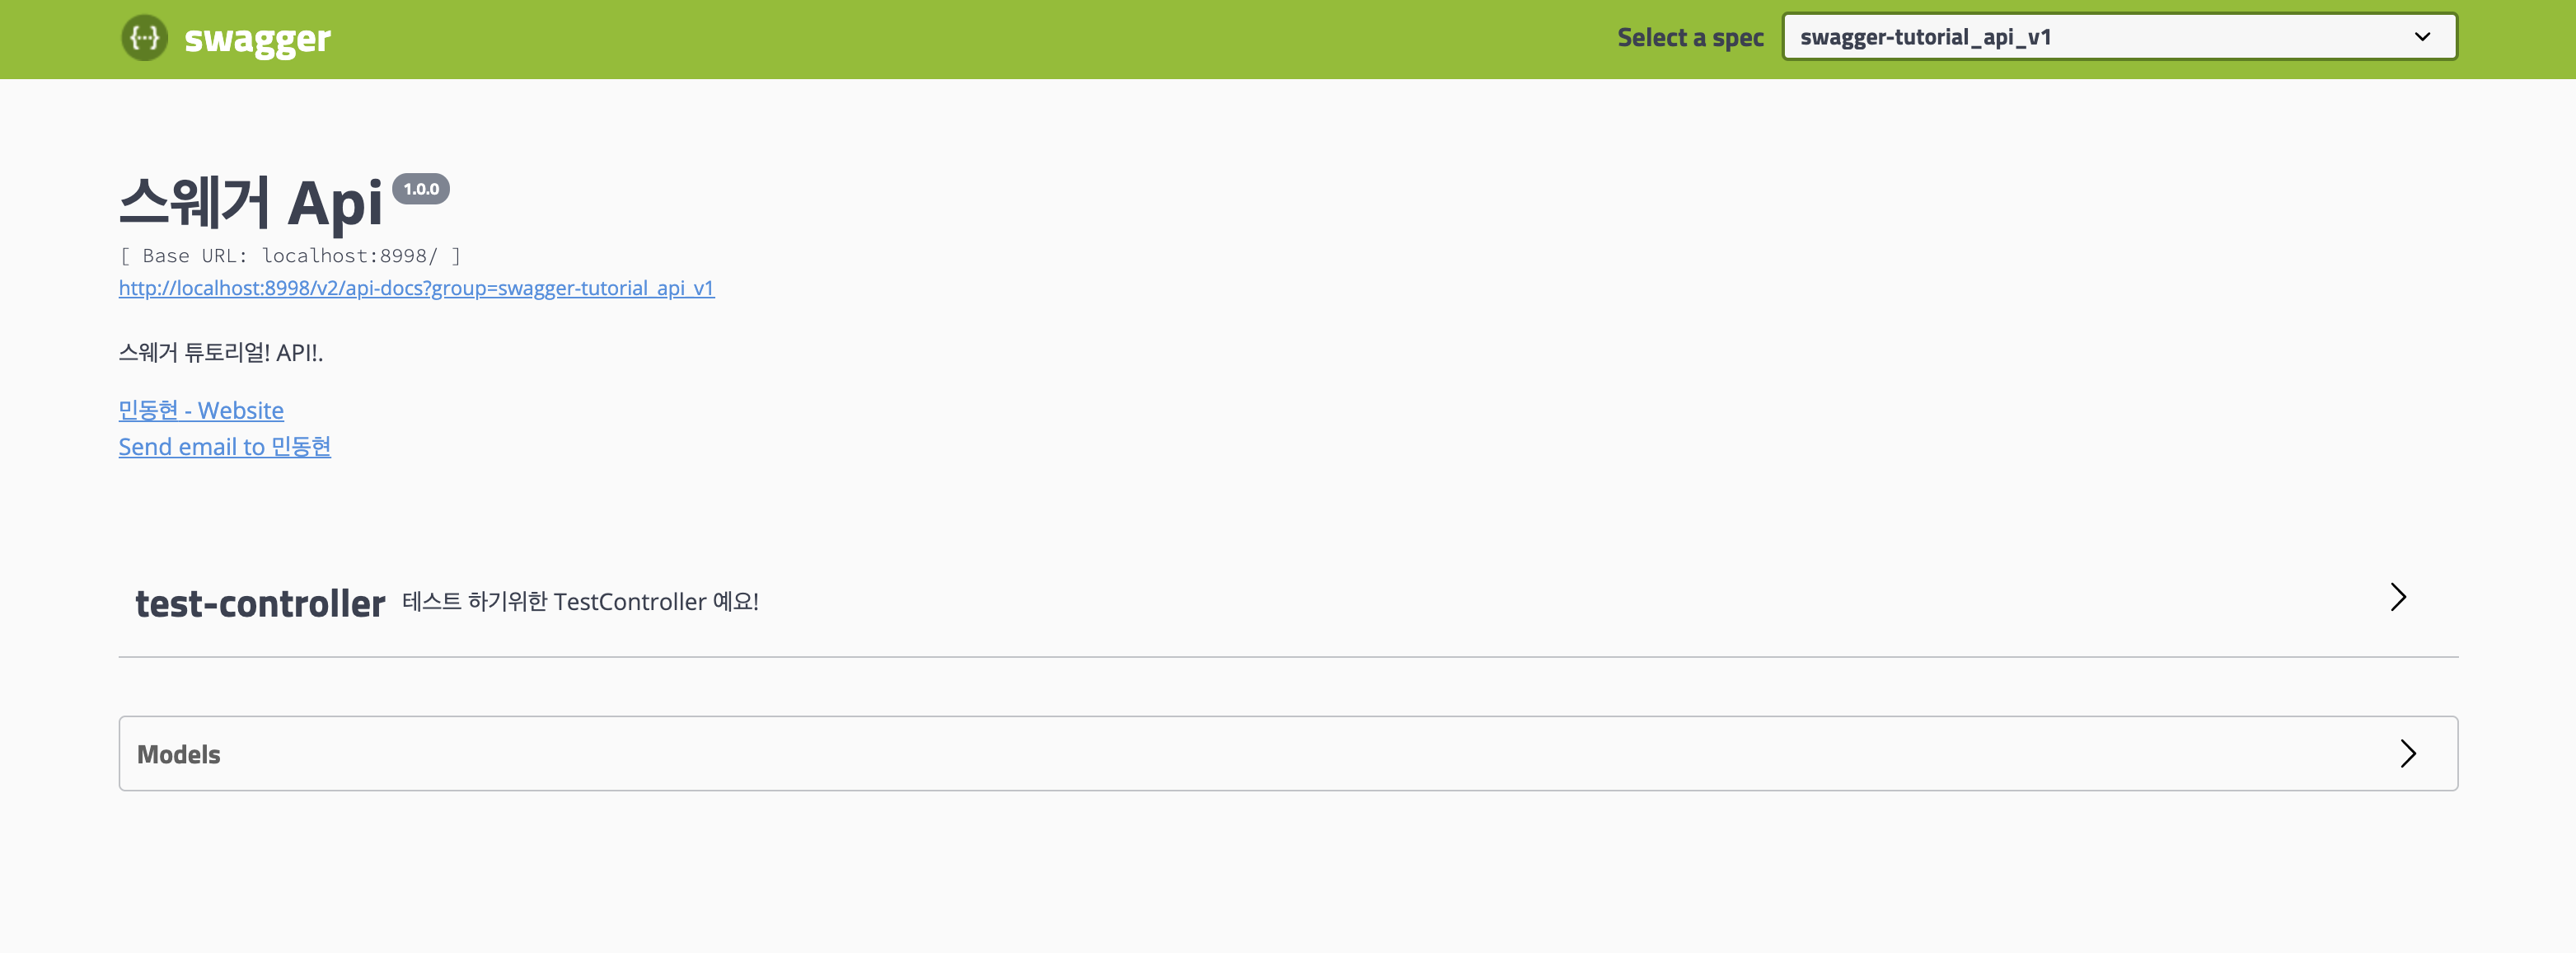 {···} swagger
Select a spec
swagger-tutorial_api_v1
스웨거 Api 1.0.0
[ Base URL: localhost:8998/ ]
http://localhost:8998/v2/api-docs?group=swagger-tutorial_api_v1
스웨거 튜토리얼! API!.
민동현 - Website
Send email to 민동현
test-controller 테스트 하기위한 TestController 예요!
Models